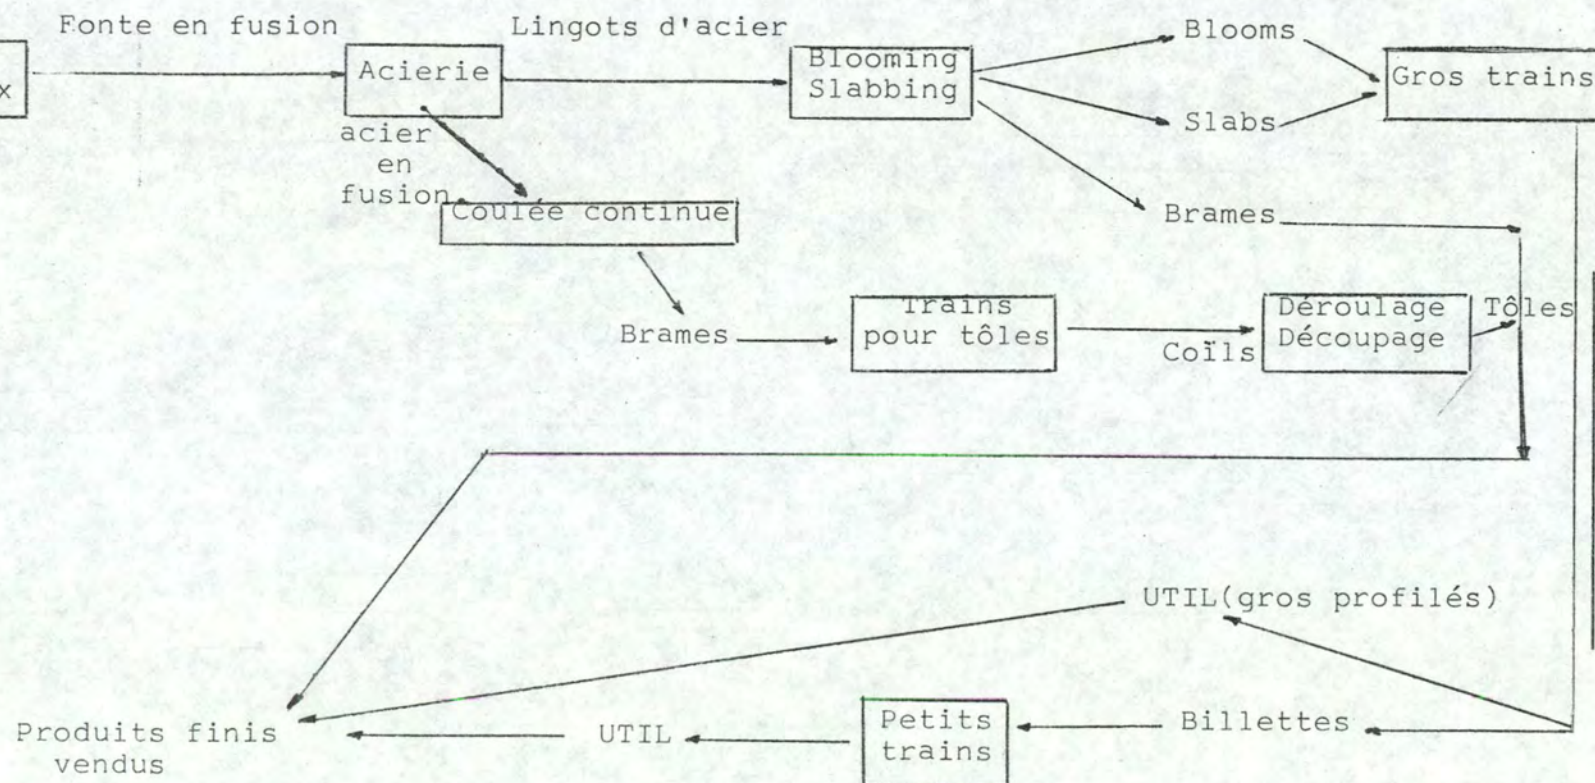 Fonte en fusion
Lingots d'acier
x
Acierie
Blooming
Slabbing
Blooms
Slabs
Gros trains
acier
en
fusion
Coulée continue
Brames
Brames
Trains
pour tôles
Coïls
Déroulage
Découpage
Tôles
UTIL(gros profilés)
Billettes
Petits
trains
UTIL
Produits finis
vendus